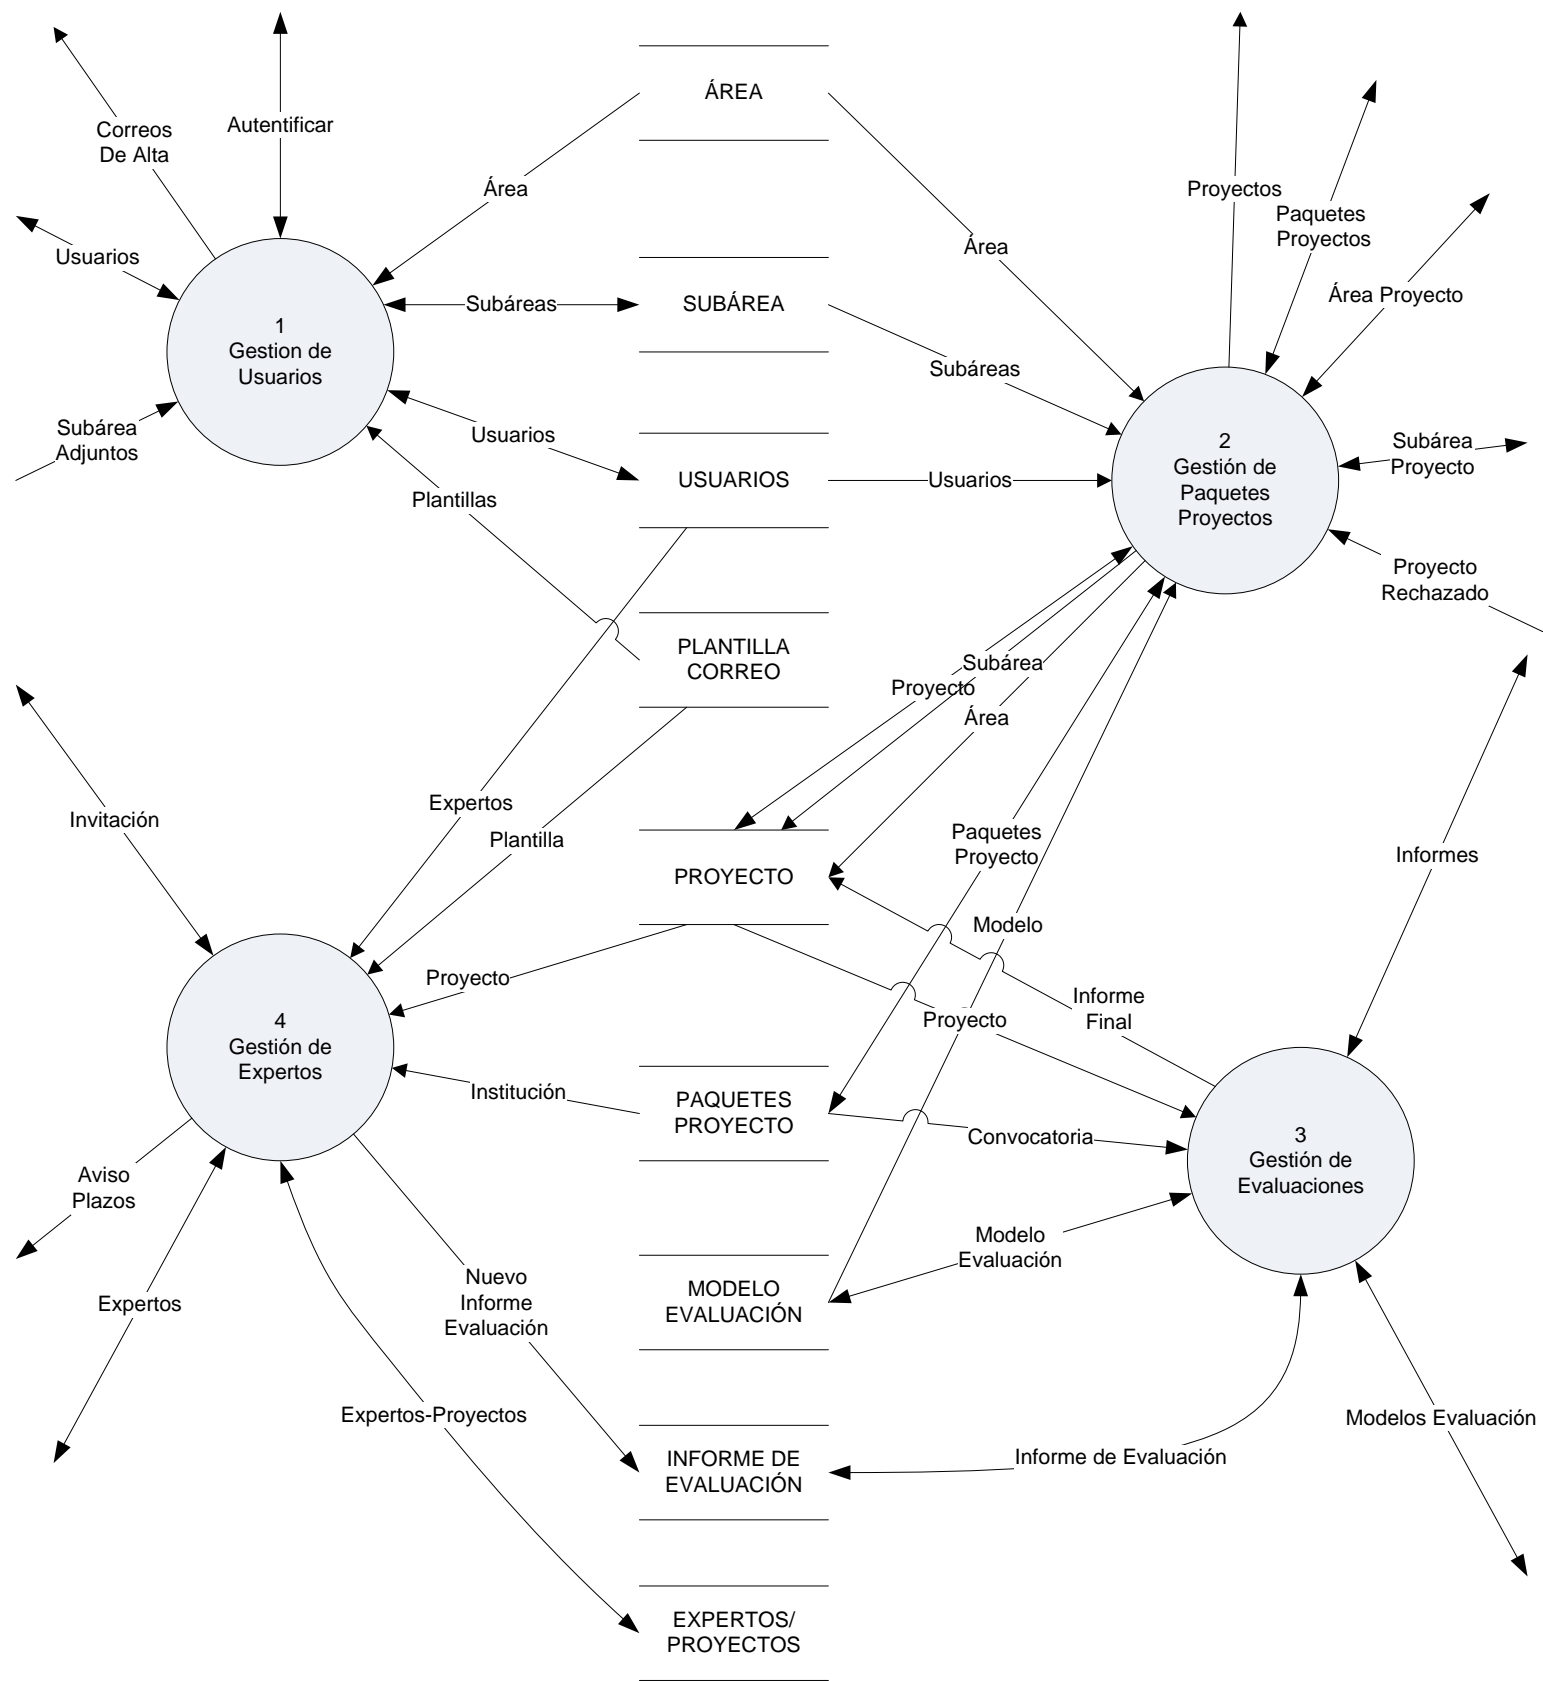 ÁREA
Correos
De Alta
Autentificar
Área
Proyectos
Paquetes
Proyectos
Área
Usuarios
Área Proyecto
Subáreas
SUBÁREA
1
Gestion de
Usuarios
Subáreas
Subárea
Adjuntos
Usuarios
USUARIOS
Usuarios
2
Gestión de
Paquetes
Proyectos
Subárea
Proyecto
Plantillas
Proyecto
Rechazado
PLANTILLA
CORREO
Subárea
Proyecto
Área
Invitación
Expertos
Plantilla
Paquetes
Proyecto
Informes
PROYECTO
Modelo
Proyecto
Informe
Final
Proyecto
4
Gestión de
Expertos
Institución
PAQUETES
PROYECTO
Convocatoria
3
Gestión de
Evaluaciones
Aviso
Plazos
Modelo
Evaluación
Nuevo
Informe
Evaluación
MODELO
EVALUACIÓN
Expertos
Expertos-Proyectos
Modelos Evaluación
INFORME DE
EVALUACIÓN
Informe de Evaluación
EXPERTOS/
PROYECTOS